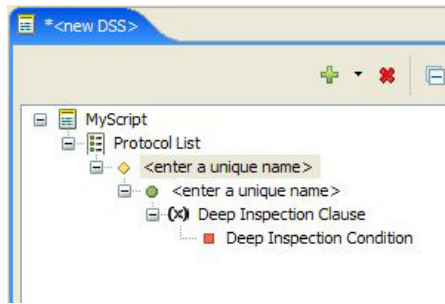 *<new DSS>
MyScript
Protocol List
<enter a unique name>
<enter a unique name>
(x) Deep Inspection Clause
Deep Inspection Condition